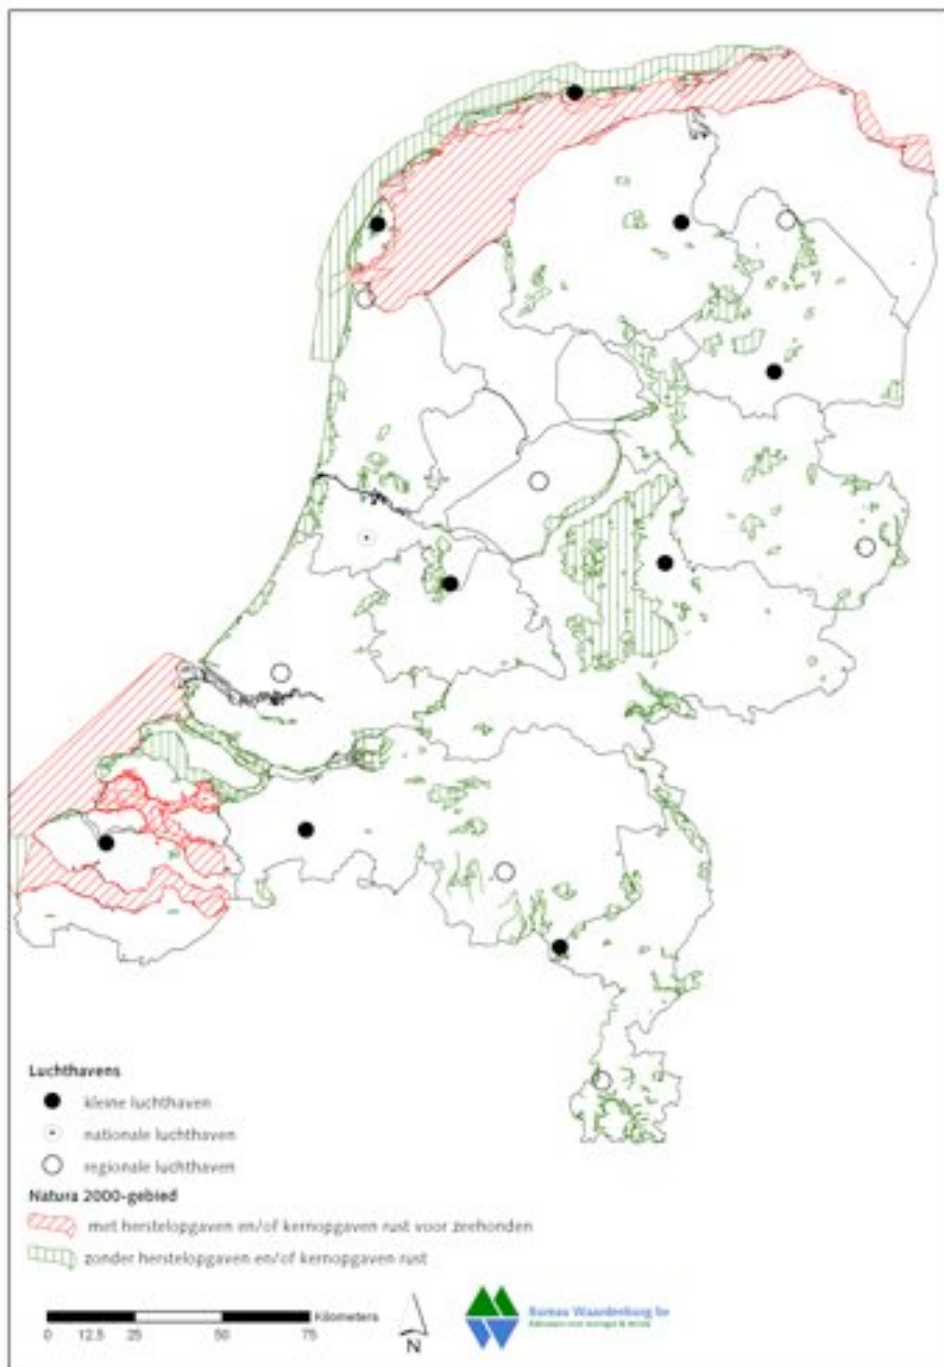 Luchthavens
kleine luchthaven
nationale luchthaven
regionale luchthaven
Natura 2000-gebied
met herstelopgaven en/of kernopgaven rust voor zeehonden
zonder herstelopgaven en/of kernopgaven rust
Kilometers
0 12.5 25 50 75
N
Bureau Waardenburg bv